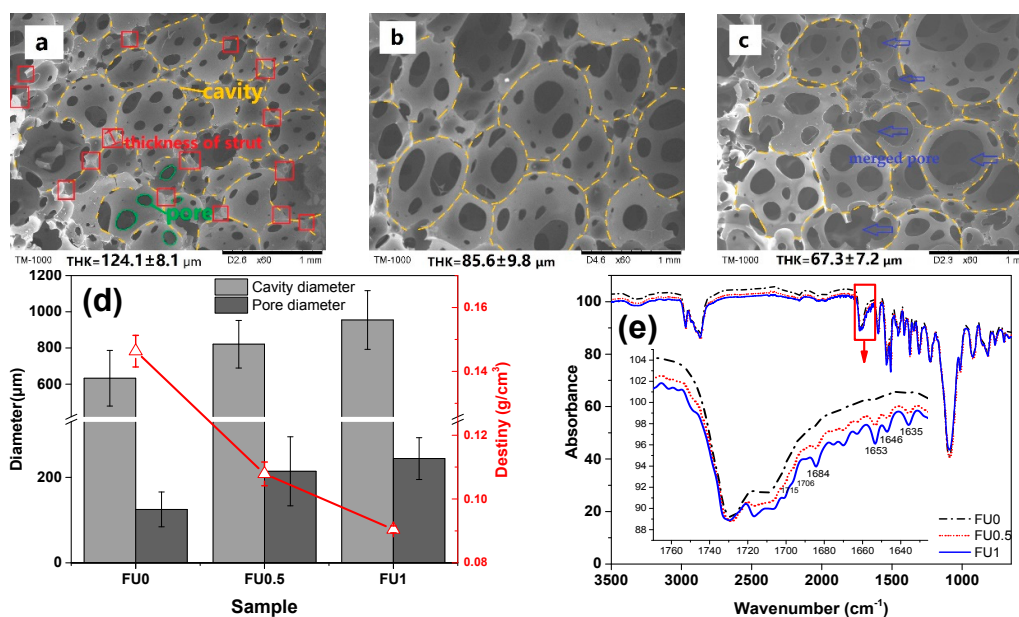 a
cavity
thickness of strut
pore
TM-1000
THK=124.1±8.1 μm
D2.6 x60 1 mm
b
TM-1000
THK=85.6±9.8 μm
D4.6 x60 1 mm
c
merged pore
TM-1000
THK=67.3±7.2 μm
D2.3 x60 1 mm
(d)
Cavity diameter
Pore diameter
Diameter(μm)
1200
1000
800
600
200
0
FU0
FU0.5
FU1
Sample
0.16
0.14
0.12
0.10
0.08
Destiny (g/cm³)
(e)
Absorbance
100
80
60
40
20
0
3500
3000
2500
2000
1500
1000
Wavenumber (cm⁻¹)
104
102
100
98
96
94
92
90
88
1760
1740
1720
1700
1680
1660
1640
1715
1706
1684
1653
1646
1635
FU0
FU0.5
FU1